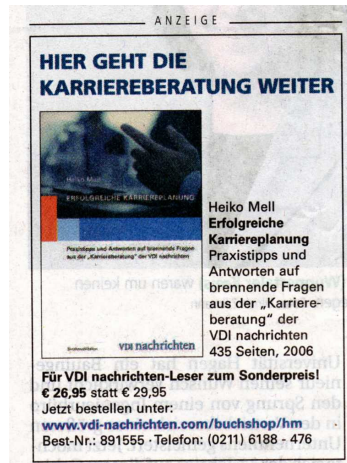 ANZEIGE
HIER GEHT DIE
KARRIEREBERATUNG WEITER
Heiko Mell
ERFOLGREICHE KARRIEREPLANUNG
Praxistipps und Antworten auf brennende Fragen
aus der „Karriereberatung“ der VDI nachrichten
VDI nachrichten
Heiko Mell
Erfolgreiche
Karriereplanung
Praxistipps und
Antworten auf
brennende Fragen
aus der „Karriere-
beratung“ der
VDI nachrichten
435 Seiten, 2006
Für VDI nachrichten-Leser zum Sonderpreis!
€ 26,95 statt € 29,95
Jetzt bestellen unter:
www.vdi-nachrichten.com/buchshop/hm
Best-Nr.: 891555 · Telefon: (0211) 6188 - 476